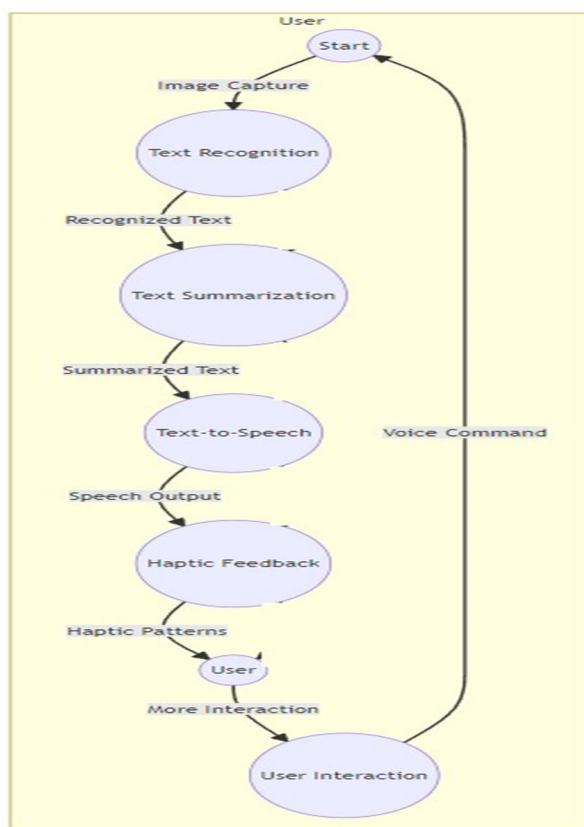 User
Start
Image Capture
Text Recognition
Recognized Text
Text Summarization
Summarized Text
Text-to-Speech
Voice Command
Speech Output
Haptic Feedback
Haptic Patterns
User
More Interaction
User Interaction